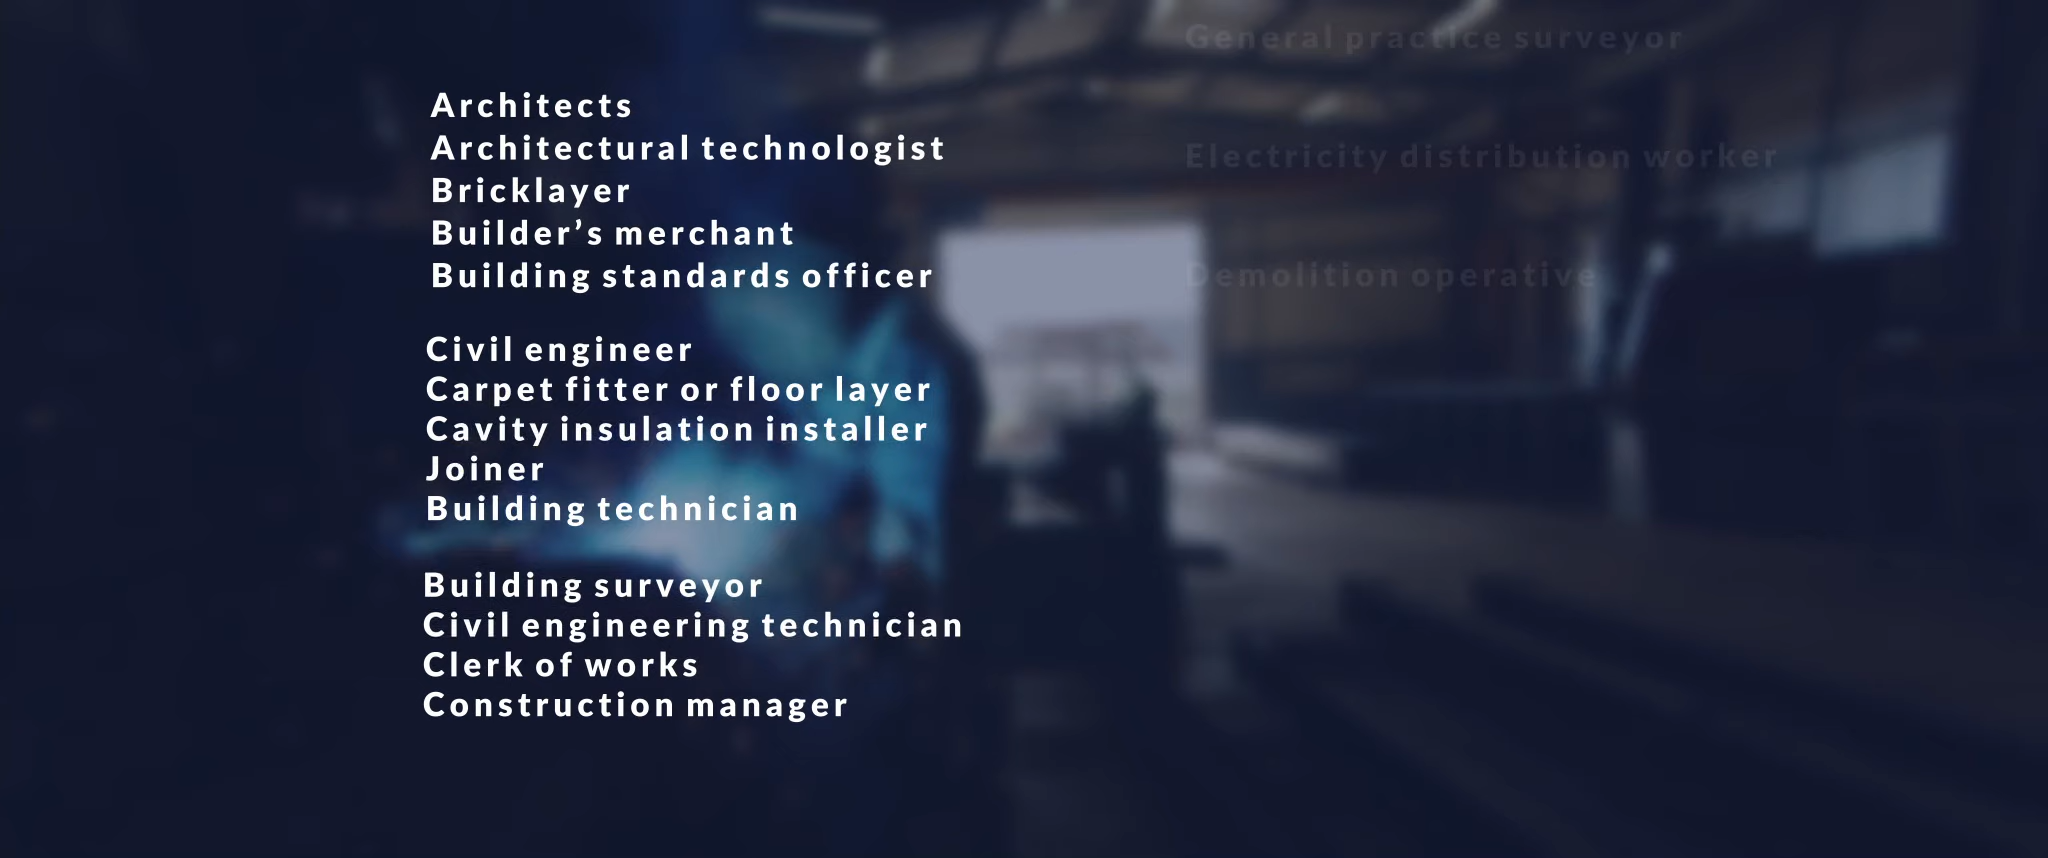 Architects
Architectural technologist
Bricklayer
Builder’s merchant
Building standards officer
Civil engineer
Carpet fitter or floor layer
Cavity insulation installer
Joiner
Building technician
Building surveyor
Civil engineering technician
Clerk of works
Construction manager
General practice surveyor
Electricity distribution worker
Demolition operative